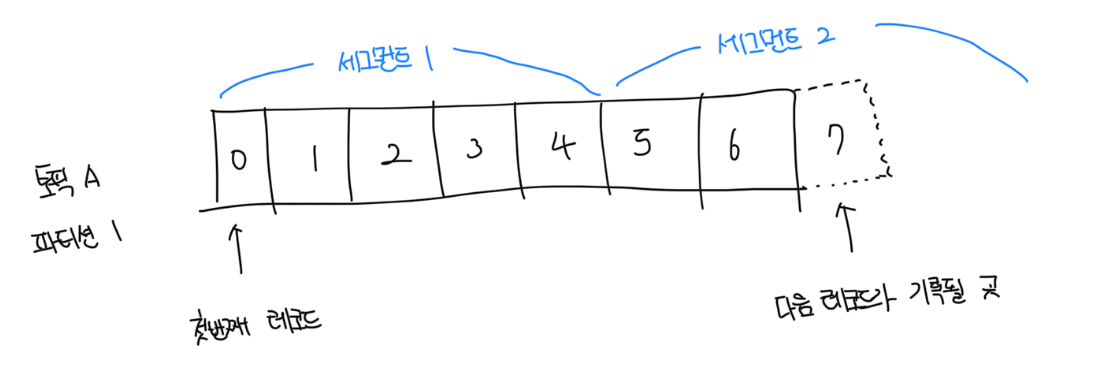 세그먼트 1
세그먼트 2
0 1 2 3 4 5 6 7
토픽 A
파티션 1
첫번째 레코드
다음 레코드가 기록될 곳